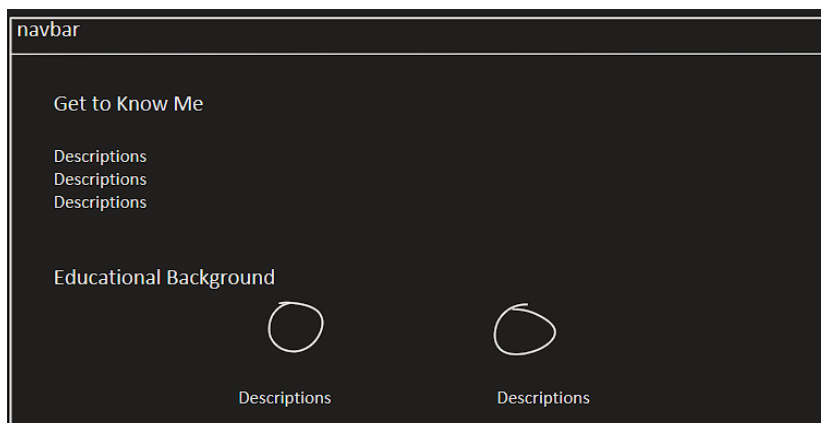 navbar
Get to Know Me
Descriptions
Descriptions
Descriptions
Educational Background
Descriptions Descriptions